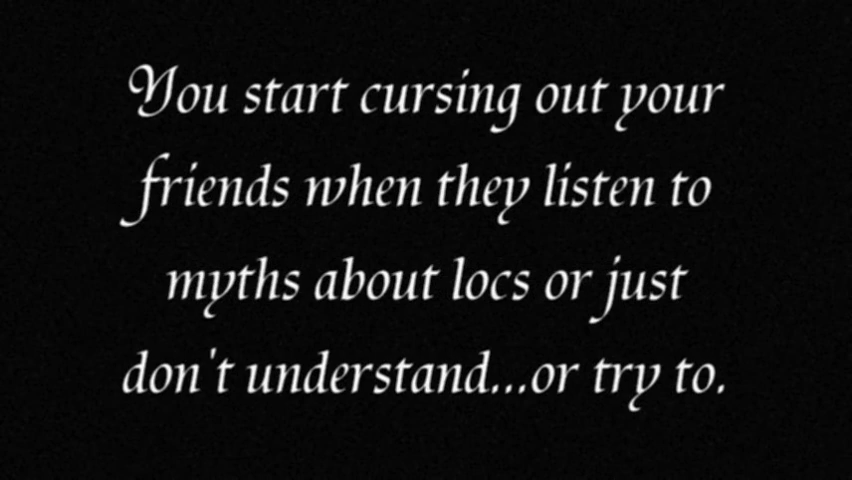 You start cursing out your
friends when they listen to
myths about locs or just
don't understand...or try to.